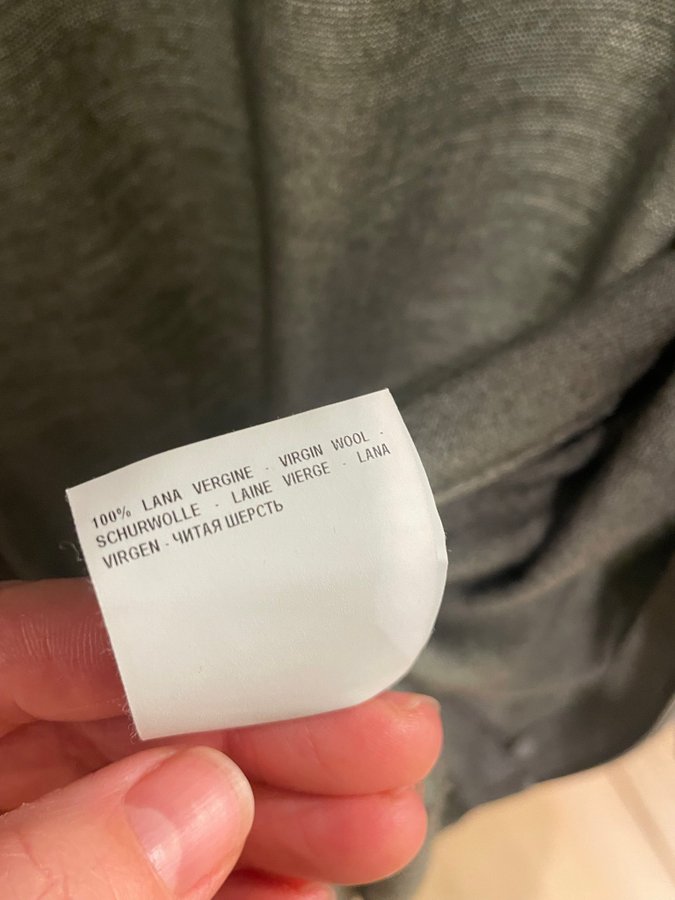 100% LANA VERGINE - VIRGIN WOOL -
SCHURWOLLE - LAINE VIERGE - LANA
VIRGEN - ЧИТАЯ ШЕРСТЬ